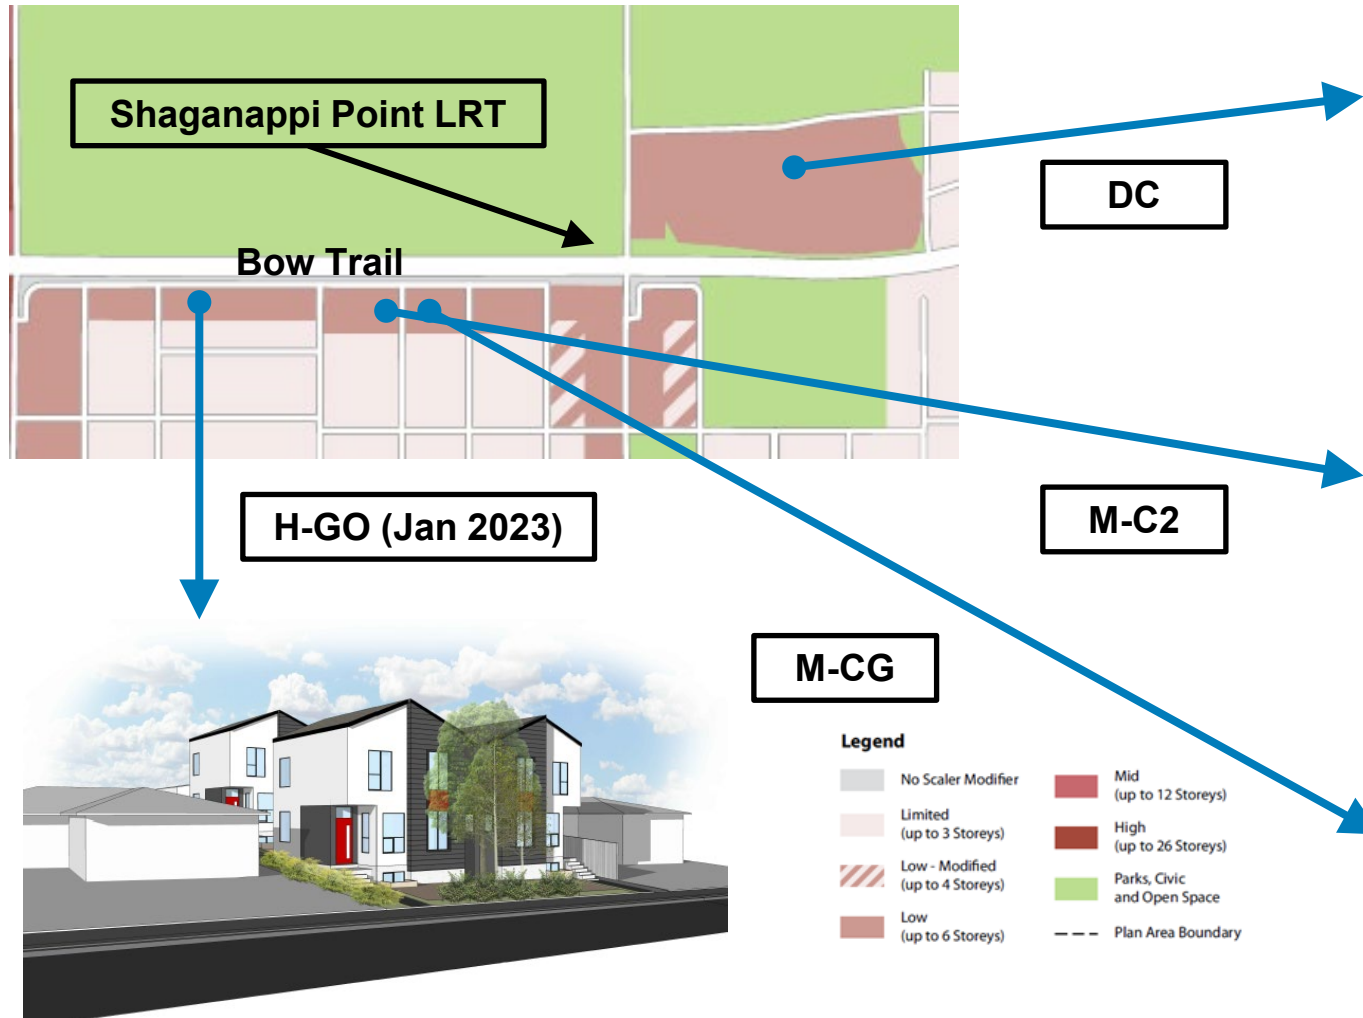 Shaganappi Point LRT
DC
Bow Trail
H-GO (Jan 2023)
M-C2
M-CG
Legend
No Scaler Modifier
Limited
(up to 3 Storeys)
Low - Modified
(up to 4 Storeys)
Low
(up to 6 Storeys)
Mid
(up to 12 Storeys)
High
(up to 26 Storeys)
Parks, Civic
and Open Space
Plan Area Boundary